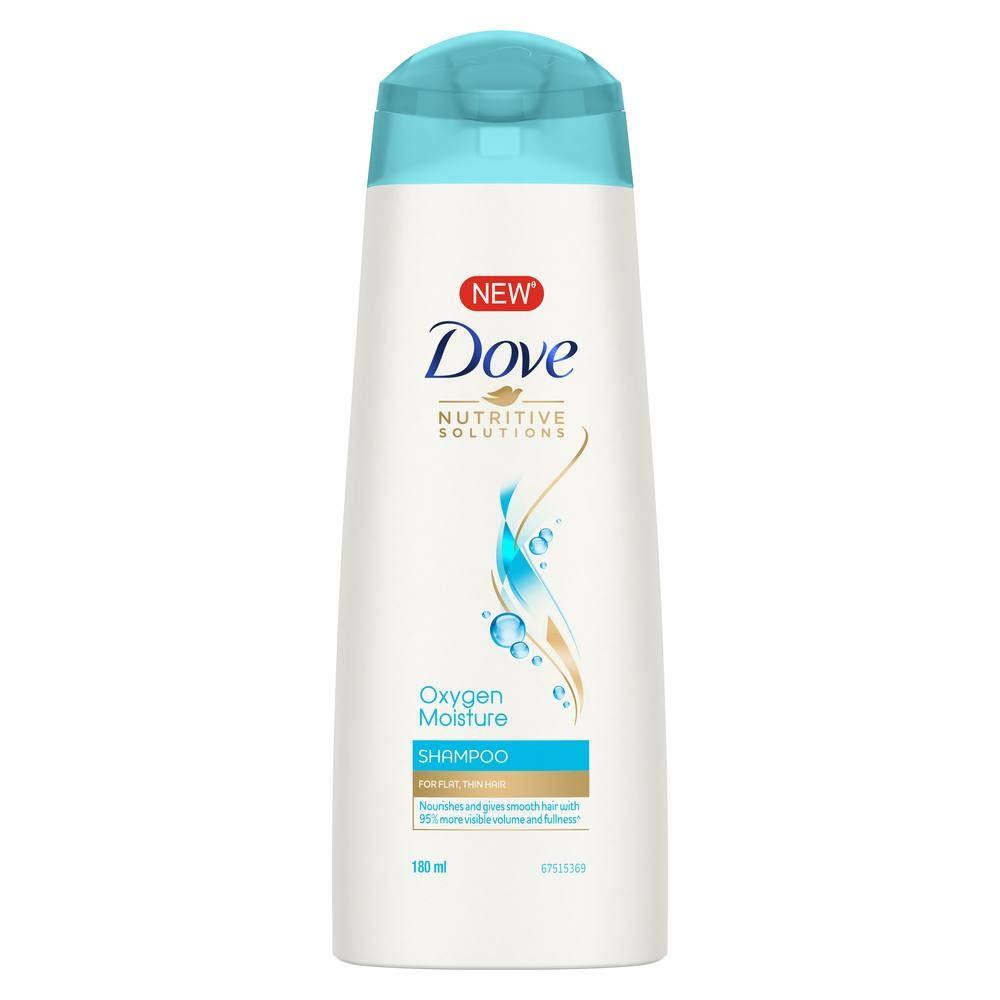 NEW°
Dove
NUTRITIVE
SOLUTIONS
Oxygen
Moisture
SHAMPOO
FOR FLAT, THIN HAIR
Nourishes and gives smooth hair with
95% more visible volume and fullness^
180 ml
67515369